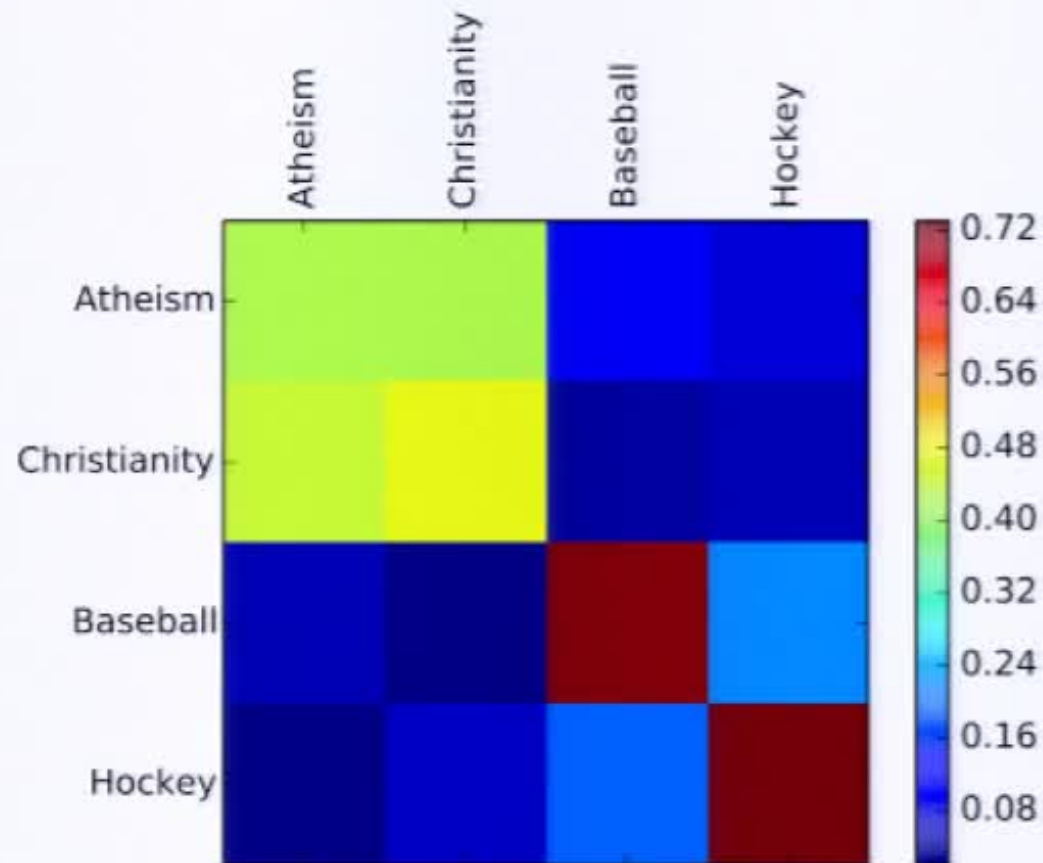 Atheism
Christianity
Baseball
Hockey
Atheism
Christianity
Baseball
Hockey
0.72
0.64
0.56
0.48
0.40
0.32
0.24
0.16
0.08